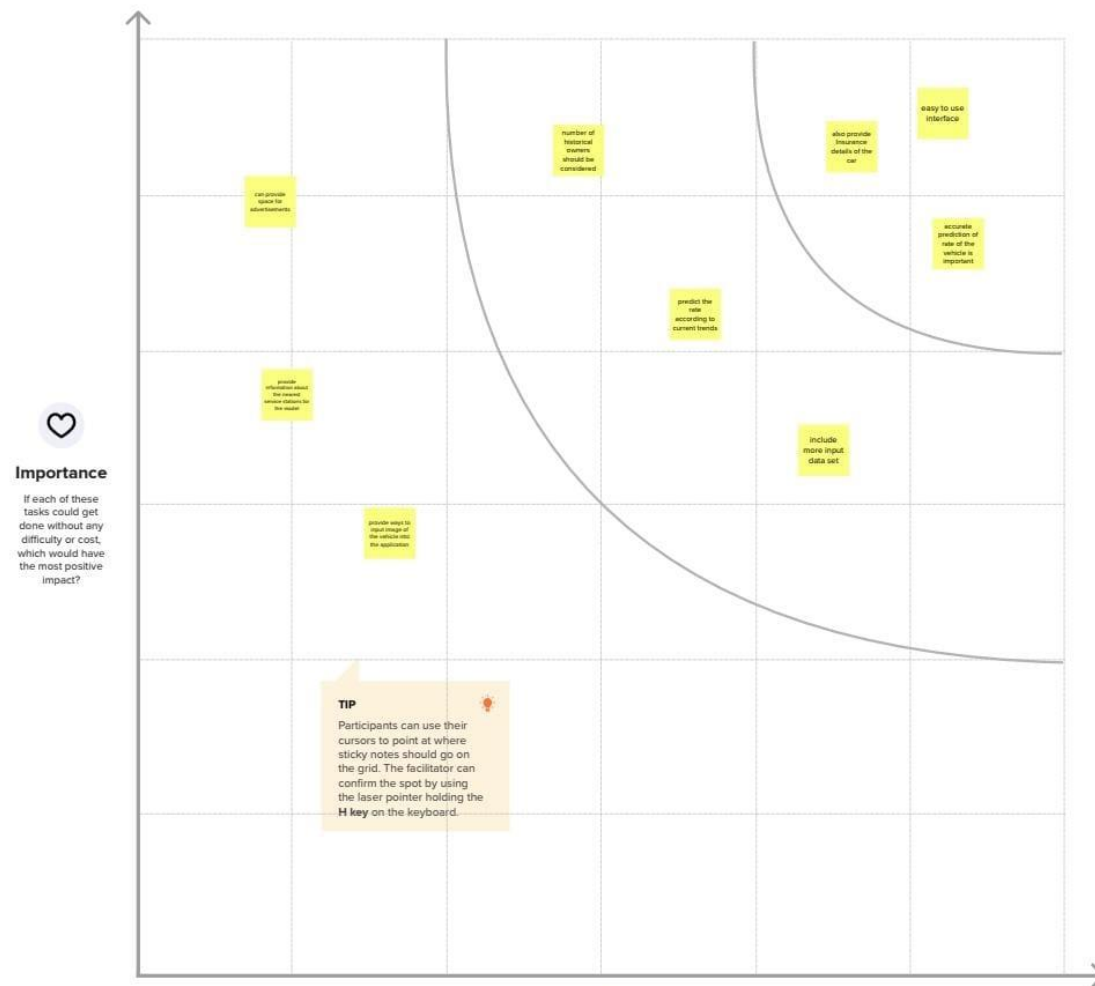 easy to use
interface
also provide
Insurance
details of the
car
number of
historical
owners
should be
considered
can provide
space for
advertisements
accurate
prediction of
rate of the
vehicle is
important
predict the
rate
according to
current trends
provide
information about
the nearest
service stations for
the model
include
more input
data set
provide ways to
input image of
the vehicle into
the application
Importance
If each of these
tasks could get
done without any
difficulty or cost,
which would have
the most positive
impact?
TIP
Participants can use their
cursors to point at where
sticky notes should go on
the grid. The facilitator can
confirm the spot by using
the laser pointer holding the
H key on the keyboard.